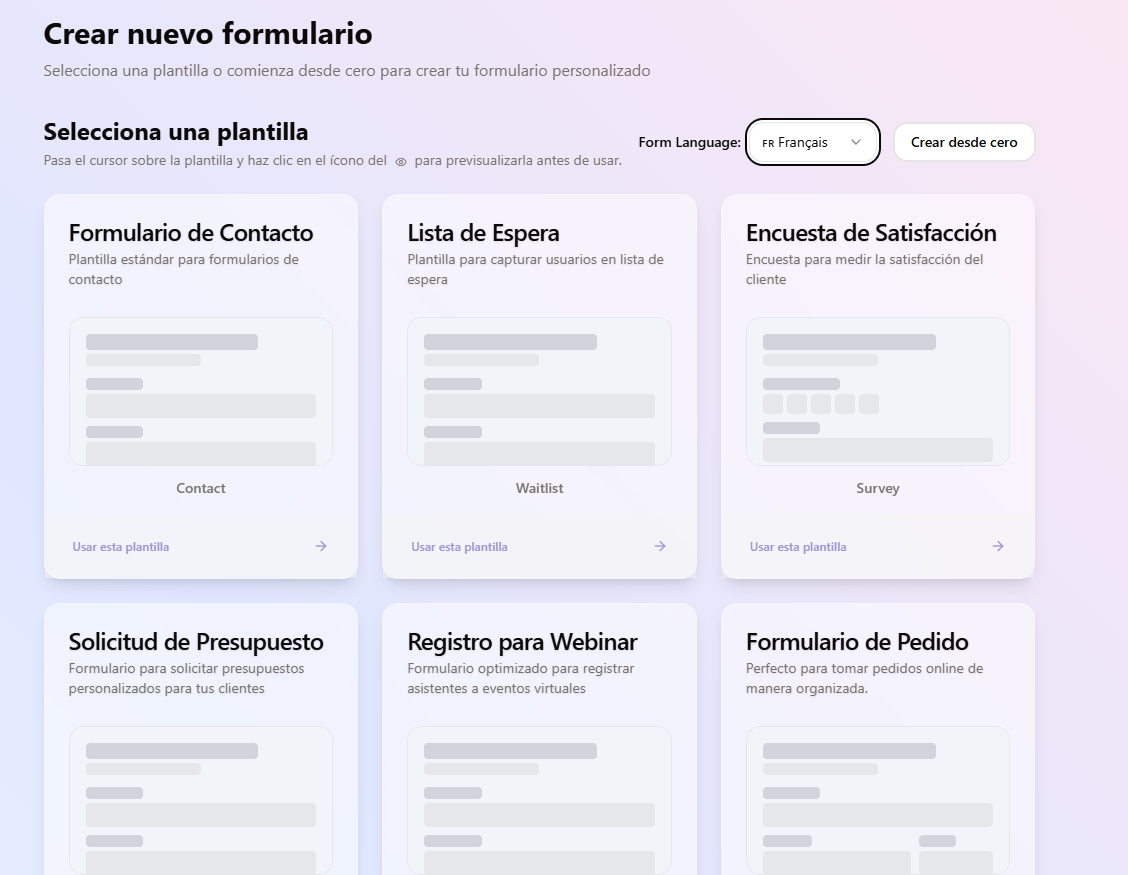 Crear nuevo formulario
Selecciona una plantilla o comienza desde cero para crear tu formulario personalizado
Selecciona una plantilla
Pasa el cursor sobre la plantilla y haz clic en el ícono del para previsualizarla antes de usar.
Form Language:
FR Français
Crear desde cero
Formulario de Contacto
Plantilla estándar para formularios de
contacto
Contact
Usar esta plantilla
Lista de Espera
Plantilla para capturar usuarios en lista de
espera
Waitlist
Usar esta plantilla
Encuesta de Satisfacción
Encuesta para medir la satisfacción del
cliente
Survey
Usar esta plantilla
Solicitud de Presupuesto
Formulario para solicitar presupuestos
personalizados para tus clientes
Registro para Webinar
Formulario optimizado para registrar
asistentes a eventos virtuales
Formulario de Pedido
Perfecto para tomar pedidos online de
manera organizada.